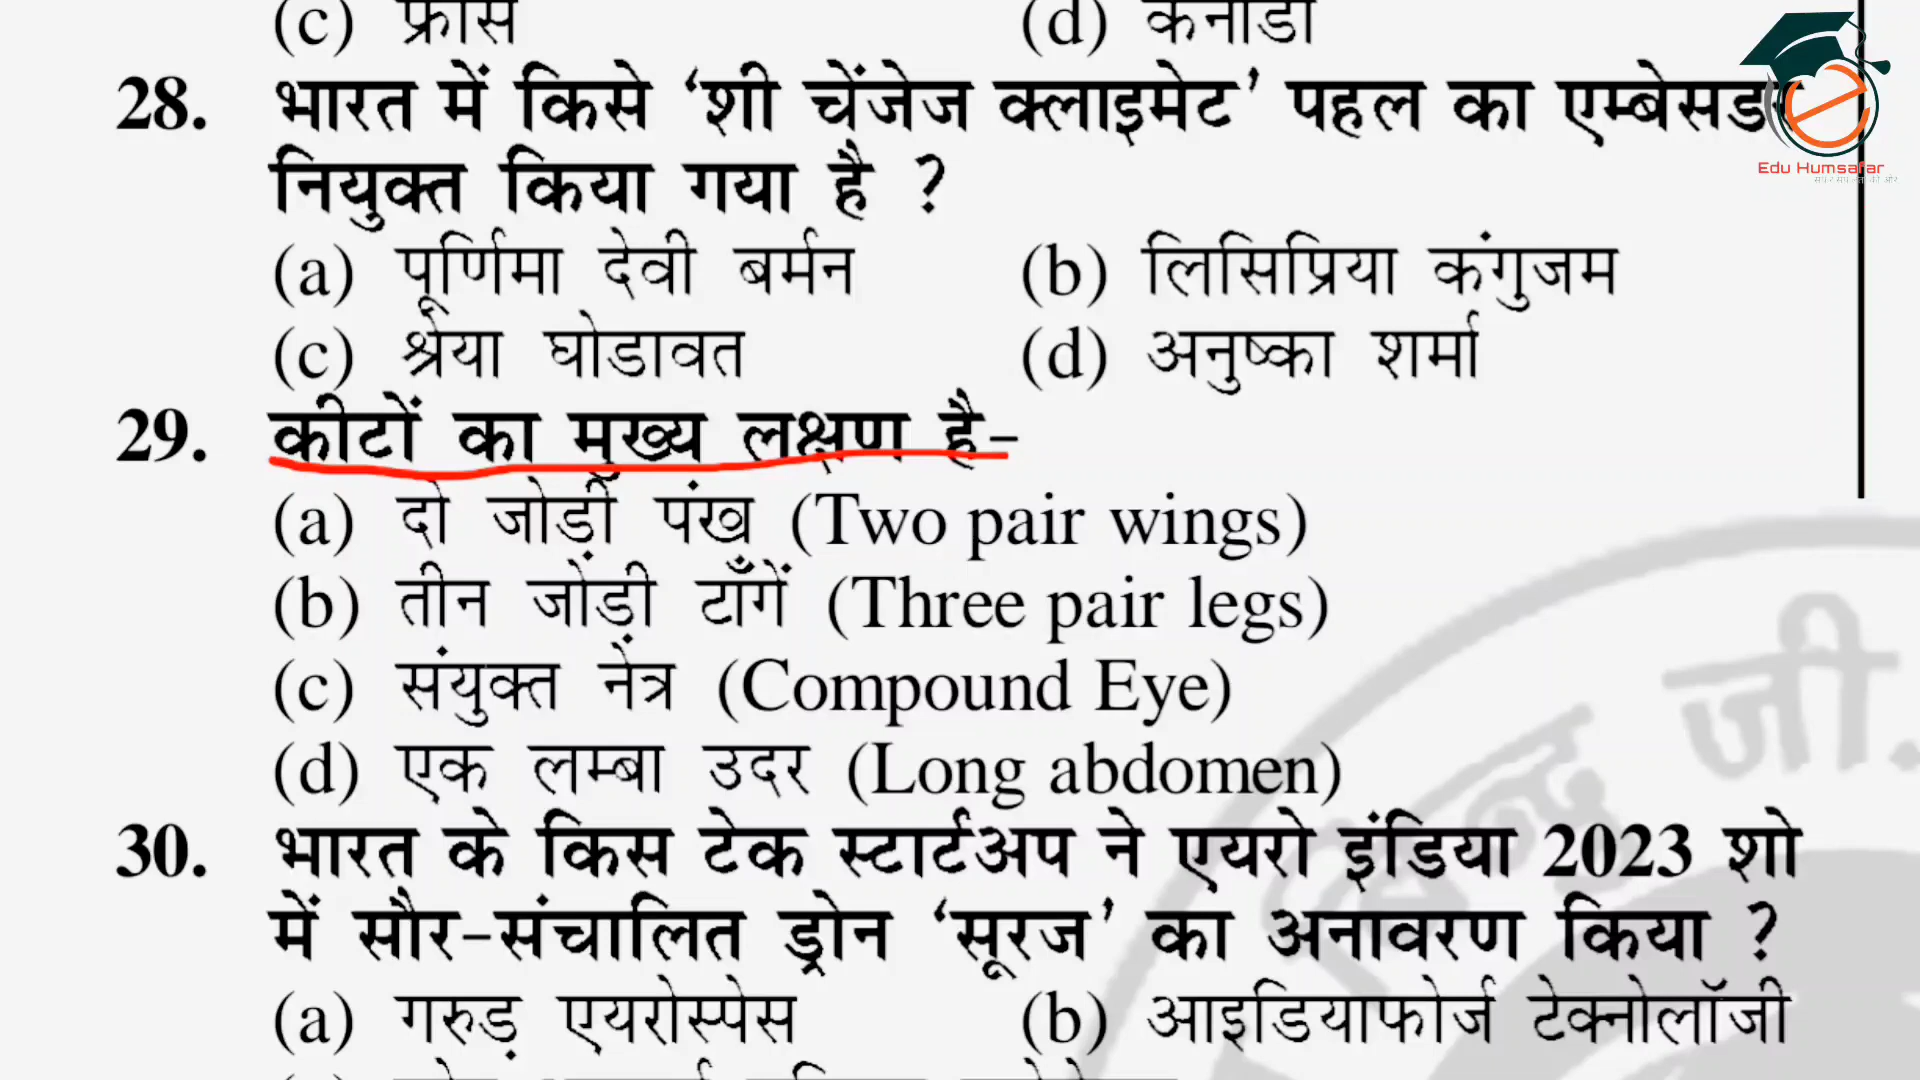 (c) फ्रांस (d) कनाडा
28. भारत में किसे ‘शी चेंजेज क्लाइमेट’ पहल का एम्बेसडर
नियुक्त किया गया है ?
(a) पूर्णिमा देवी बर्मन (b) लिसिप्रिया कंगुजम
(c) श्रेया घोडावत (d) अनुष्का शर्मा
29. कीटों का मुख्य लक्षण है-
(a) दो जोड़ी पंख (Two pair wings)
(b) तीन जोड़ी टाँगें (Three pair legs)
(c) संयुक्त नेत्र (Compound Eye)
(d) एक लम्बा उदर (Long abdomen)
30. भारत के किस टेक स्टार्टअप ने एयरो इंडिया 2023 शो
में सौर-संचालित ड्रोन ‘सूरज’ का अनावरण किया ?
(a) गरुड़ एयरोस्पेस (b) आइडियाफोर्ज टेक्नोलॉजी
Edu Humsafar
जी.